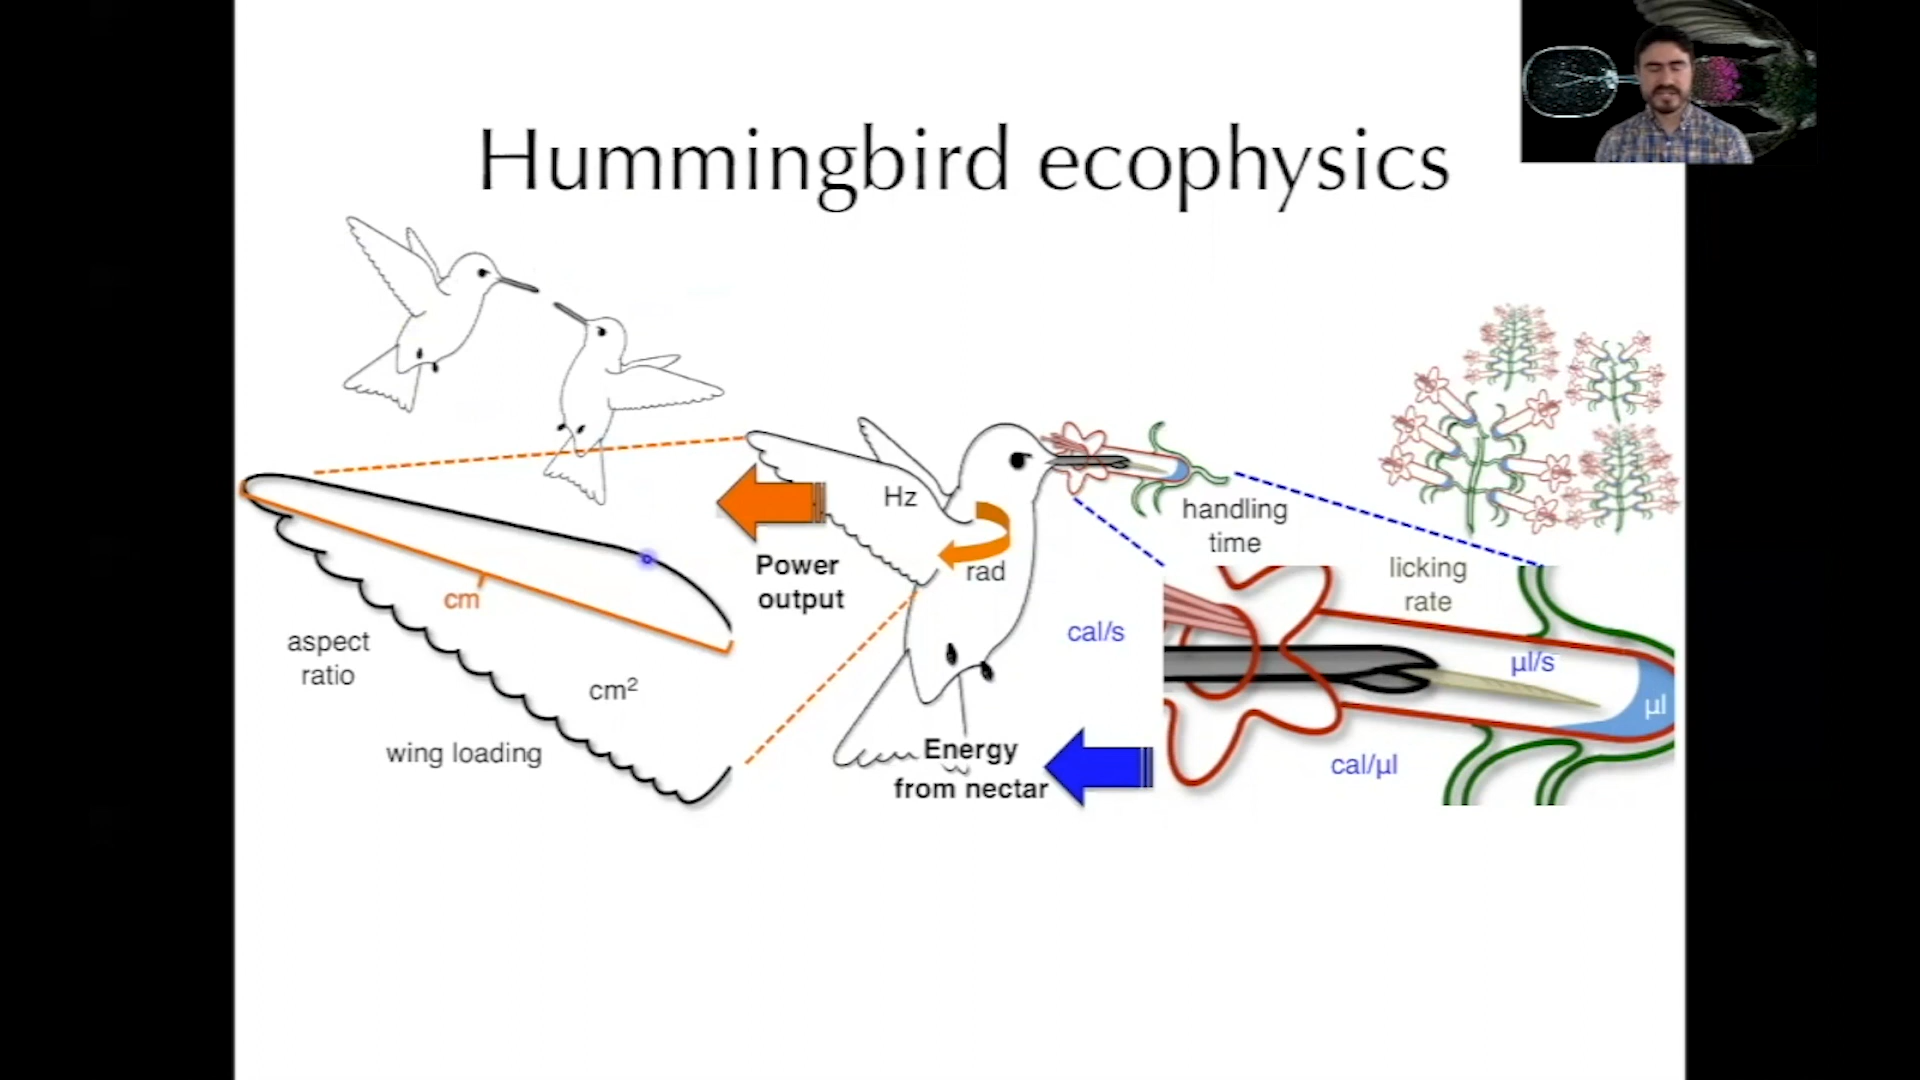 Hummingbird ecophysics
Hz
rad
Power
output
handling
time
licking
rate
cm
aspect
ratio
cm²
wing loading
cal/s
µl/s
µl
cal/µl
Energy
from nectar